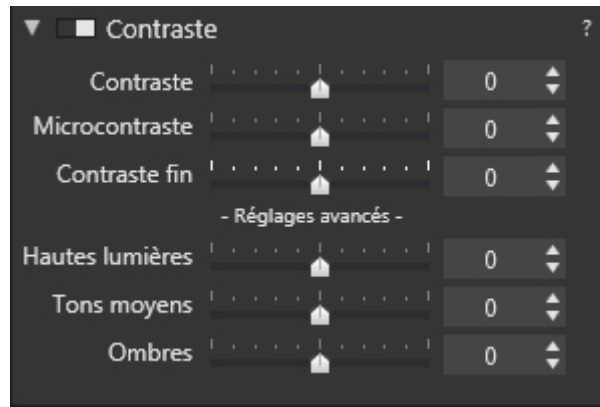 Contraste ?
Contraste 0
Microcontraste 0
Contraste fin 0
- Réglages avancés -
Hautes lumières 0
Tons moyens 0
Ombres 0